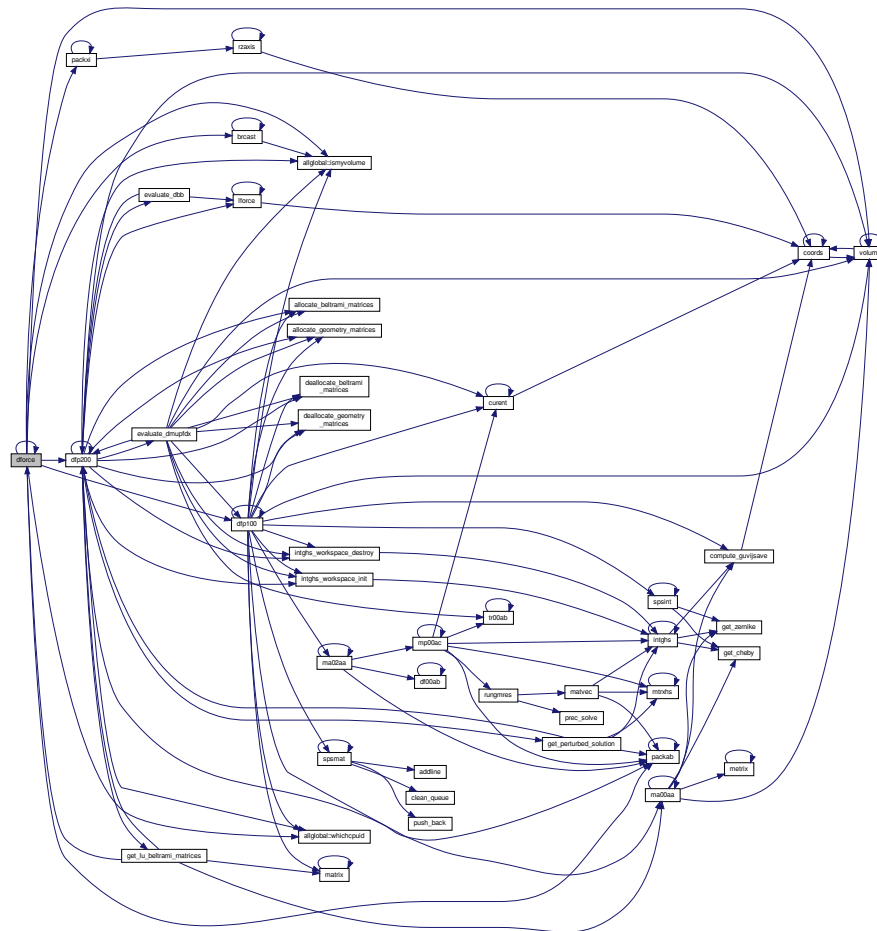 rzaxis
packxi
brcast
allglobal::ismyvolume
evaluate_dbb
lforce
coords
volum
allocate_beltrami_matrices
allocate_geometry_matrices
deallocate_beltrami
_matrices
curent
deallocate_geometry
_matrices
evaluate_dmupfdx
dforce
dfp200
dfp100
intghs_workspace_destroy
compute_guvijsave
intghs_workspace_init
spsint
tr00ab
get_zernike
mp00ac
intghs
get_cheby
ma02aa
df00ab
rungmres
matvec
mtrxhs
prec_solve
get_perturbed_solution
packab
spsmat
addline
metrix
clean_queue
ma00aa
push_back
allglobal::whichcpuid
get_lu_beltrami_matrices
matrix